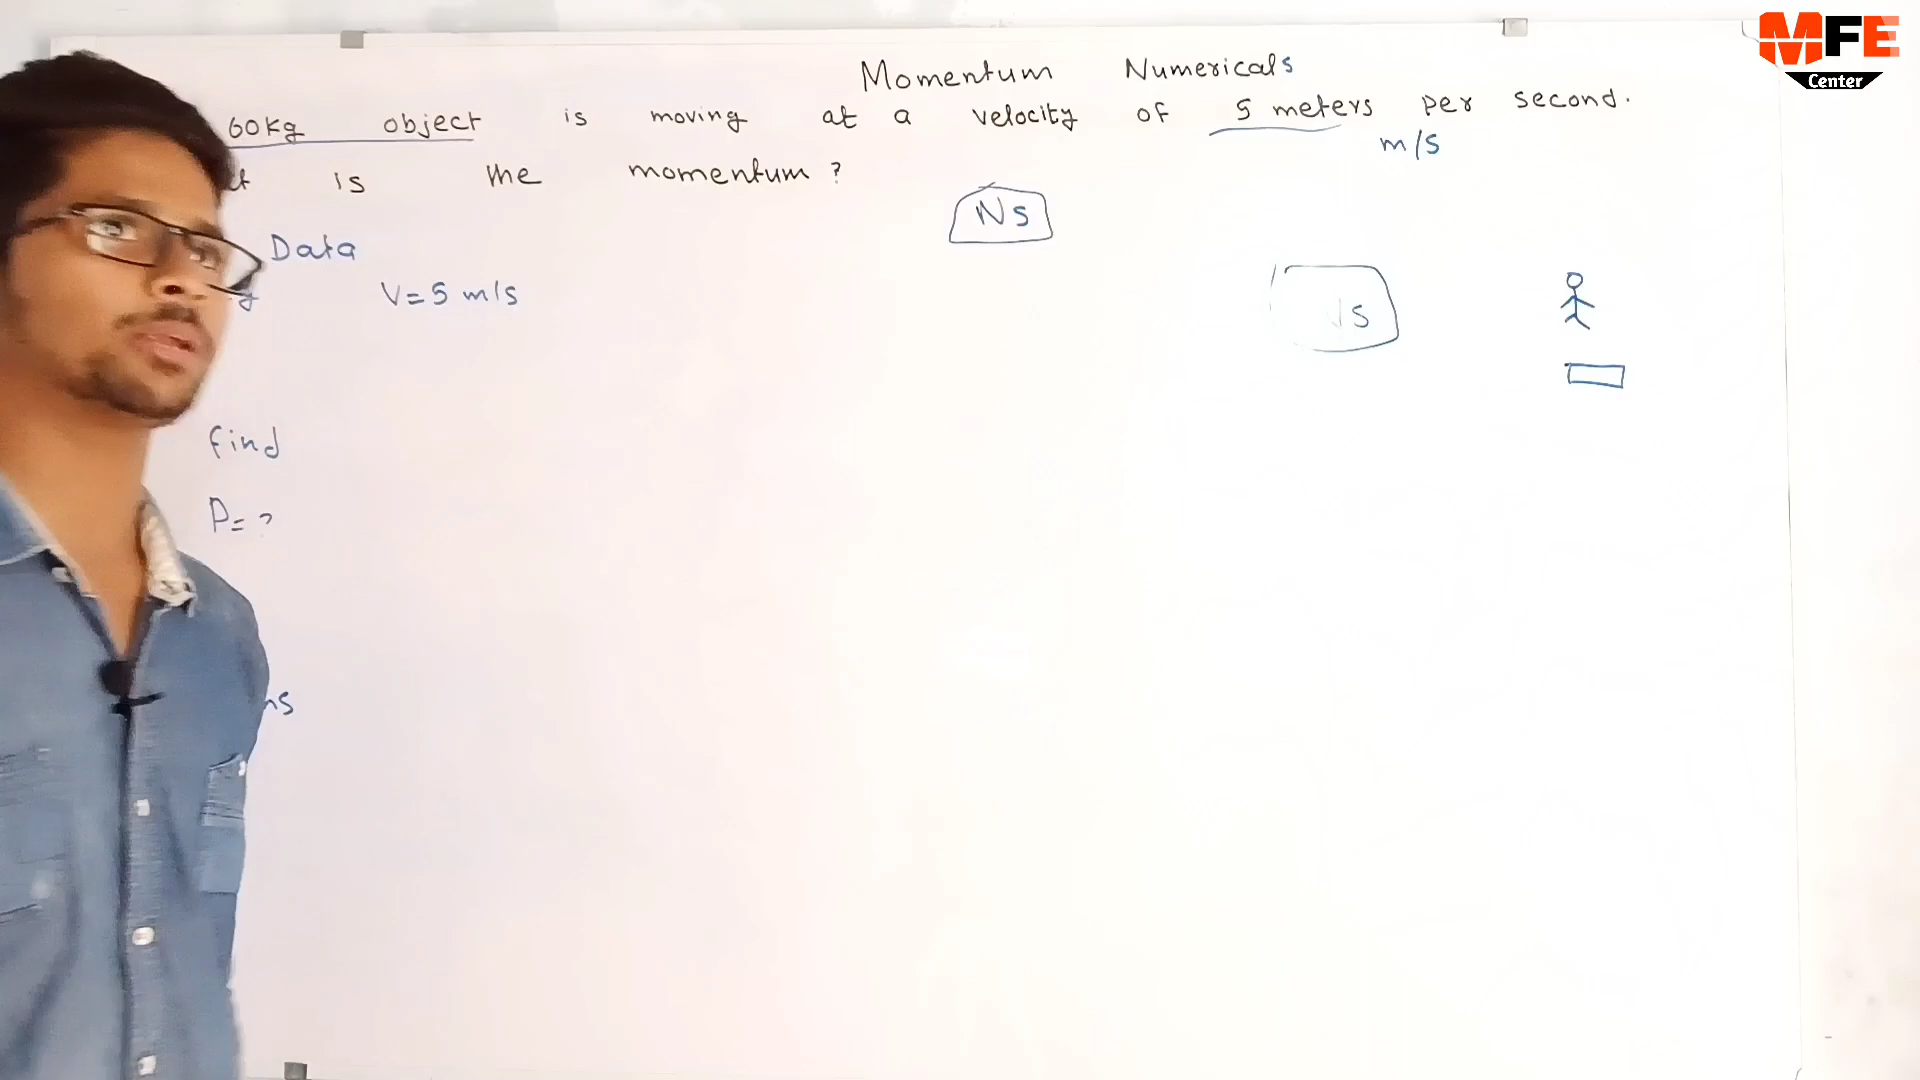 MFE
Center
Momentum Numericals
60Kg object is moving at a velocity of 5 meters per second.
m/s
is the momentum ?
Ns
Data
V=5 m/s
find
P= ?